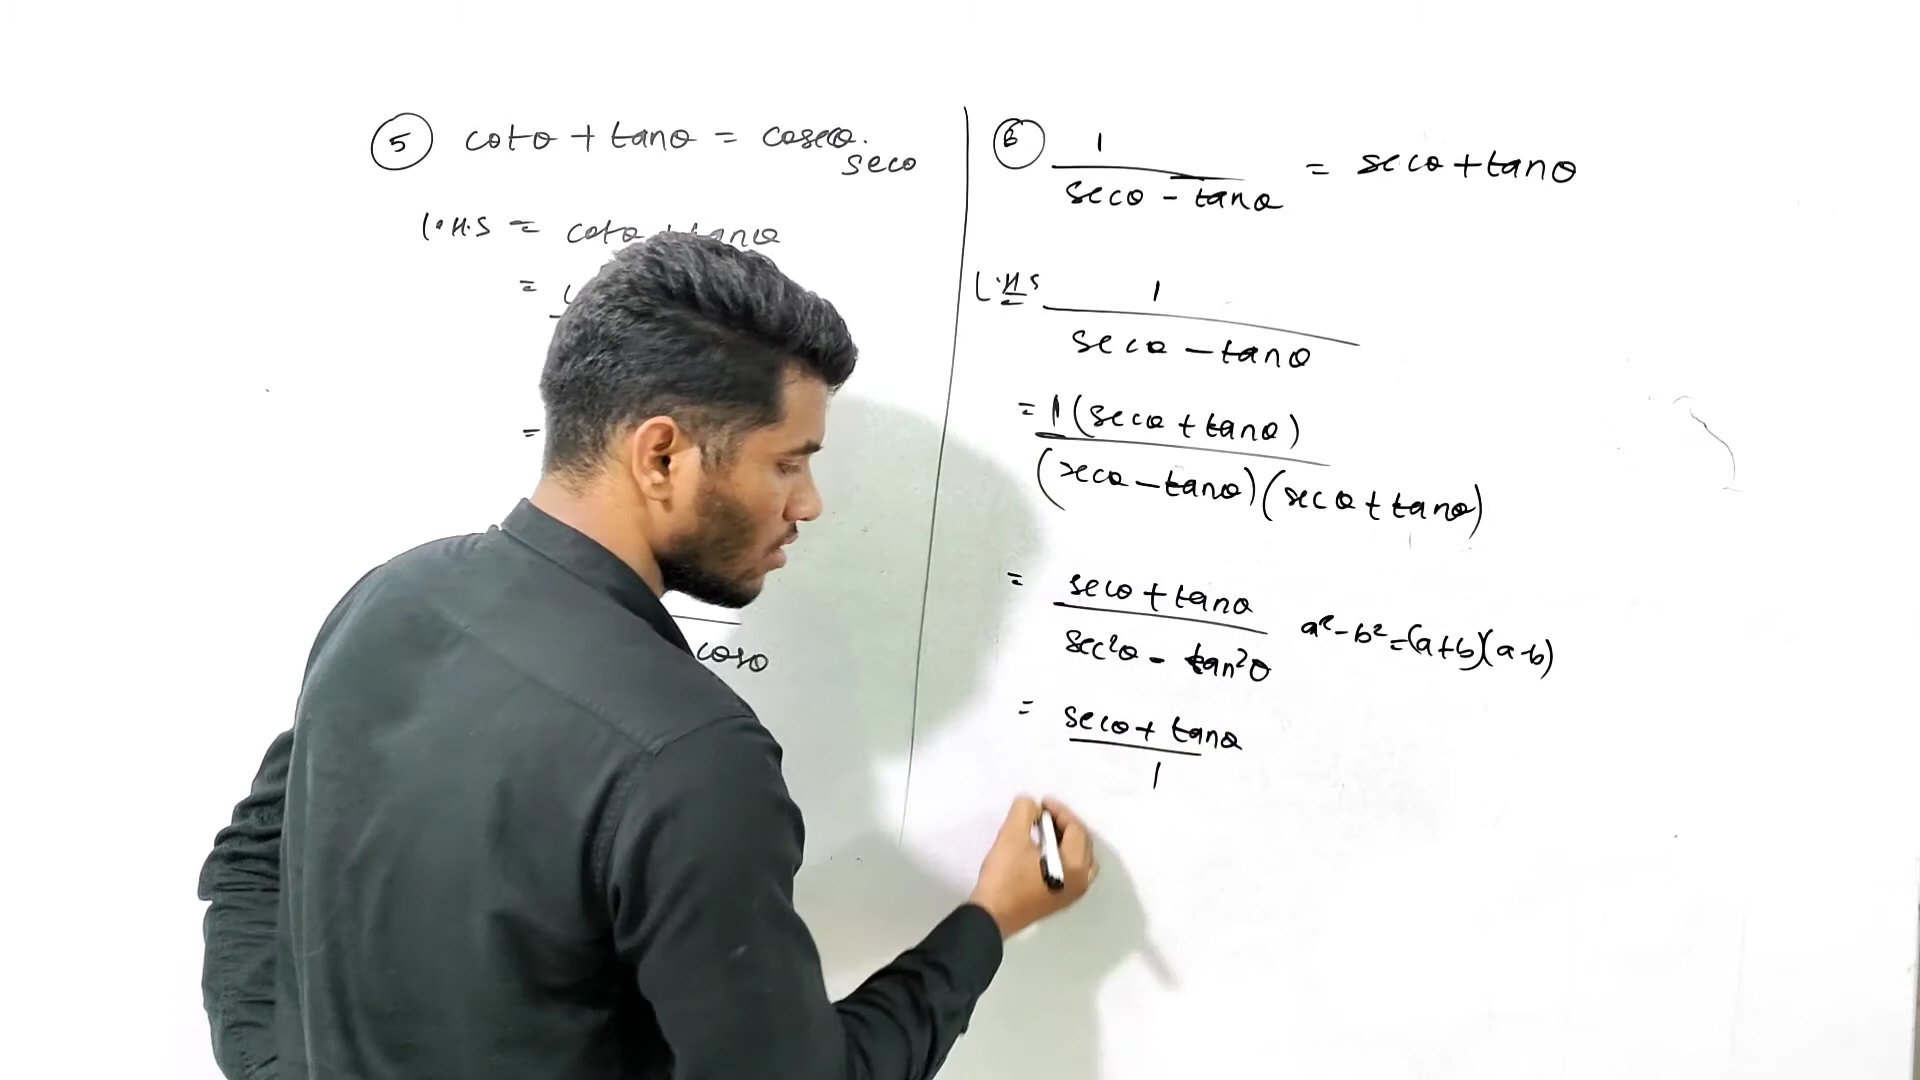 5 cotθ + tanθ = cosecθ.
secθ
L.H.S = cotθ + tanθ
=
=
cosθ
6 1
secθ - tanθ = secθ + tanθ
L.H.S 1
secθ - tanθ
= 1 (secθ + tanθ)
(secθ - tanθ)(secθ + tanθ)
= secθ + tanθ
sec²θ - tan²θ a² - b² = (a+b)(a-b)
= secθ + tanθ
1